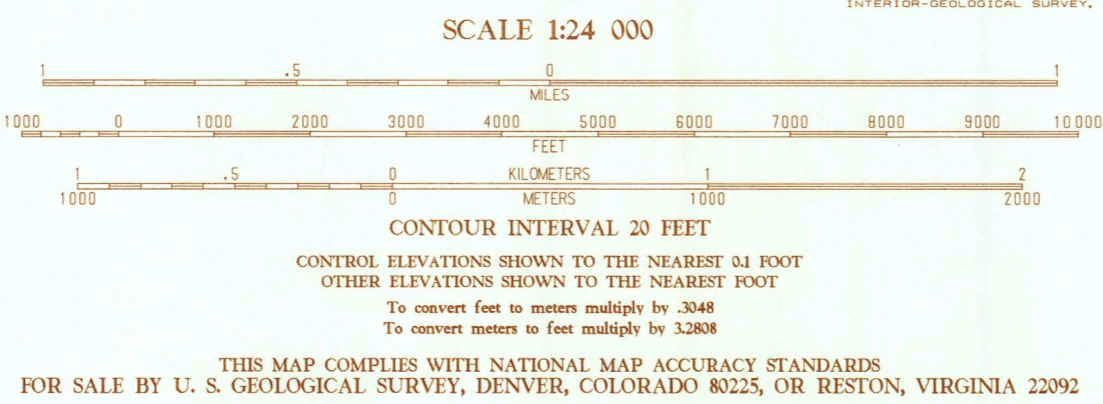 INTERIOR-GEOLOGICAL SURVEY.
SCALE 1:24 000
1 .5 0 1
MILES
1000 0 1000 2000 3000 4000 5000 6000 7000 8000 9000 10 000
FEET
1 .5 0 KILOMETERS 1 2
1000 0 METERS 1000 2000
CONTOUR INTERVAL 20 FEET
CONTROL ELEVATIONS SHOWN TO THE NEAREST 0.1 FOOT
OTHER ELEVATIONS SHOWN TO THE NEAREST FOOT
To convert feet to meters multiply by .3048
To convert meters to feet multiply by 3.2808
THIS MAP COMPLIES WITH NATIONAL MAP ACCURACY STANDARDS
FOR SALE BY U. S. GEOLOGICAL SURVEY, DENVER, COLORADO 80225, OR RESTON, VIRGINIA 22092